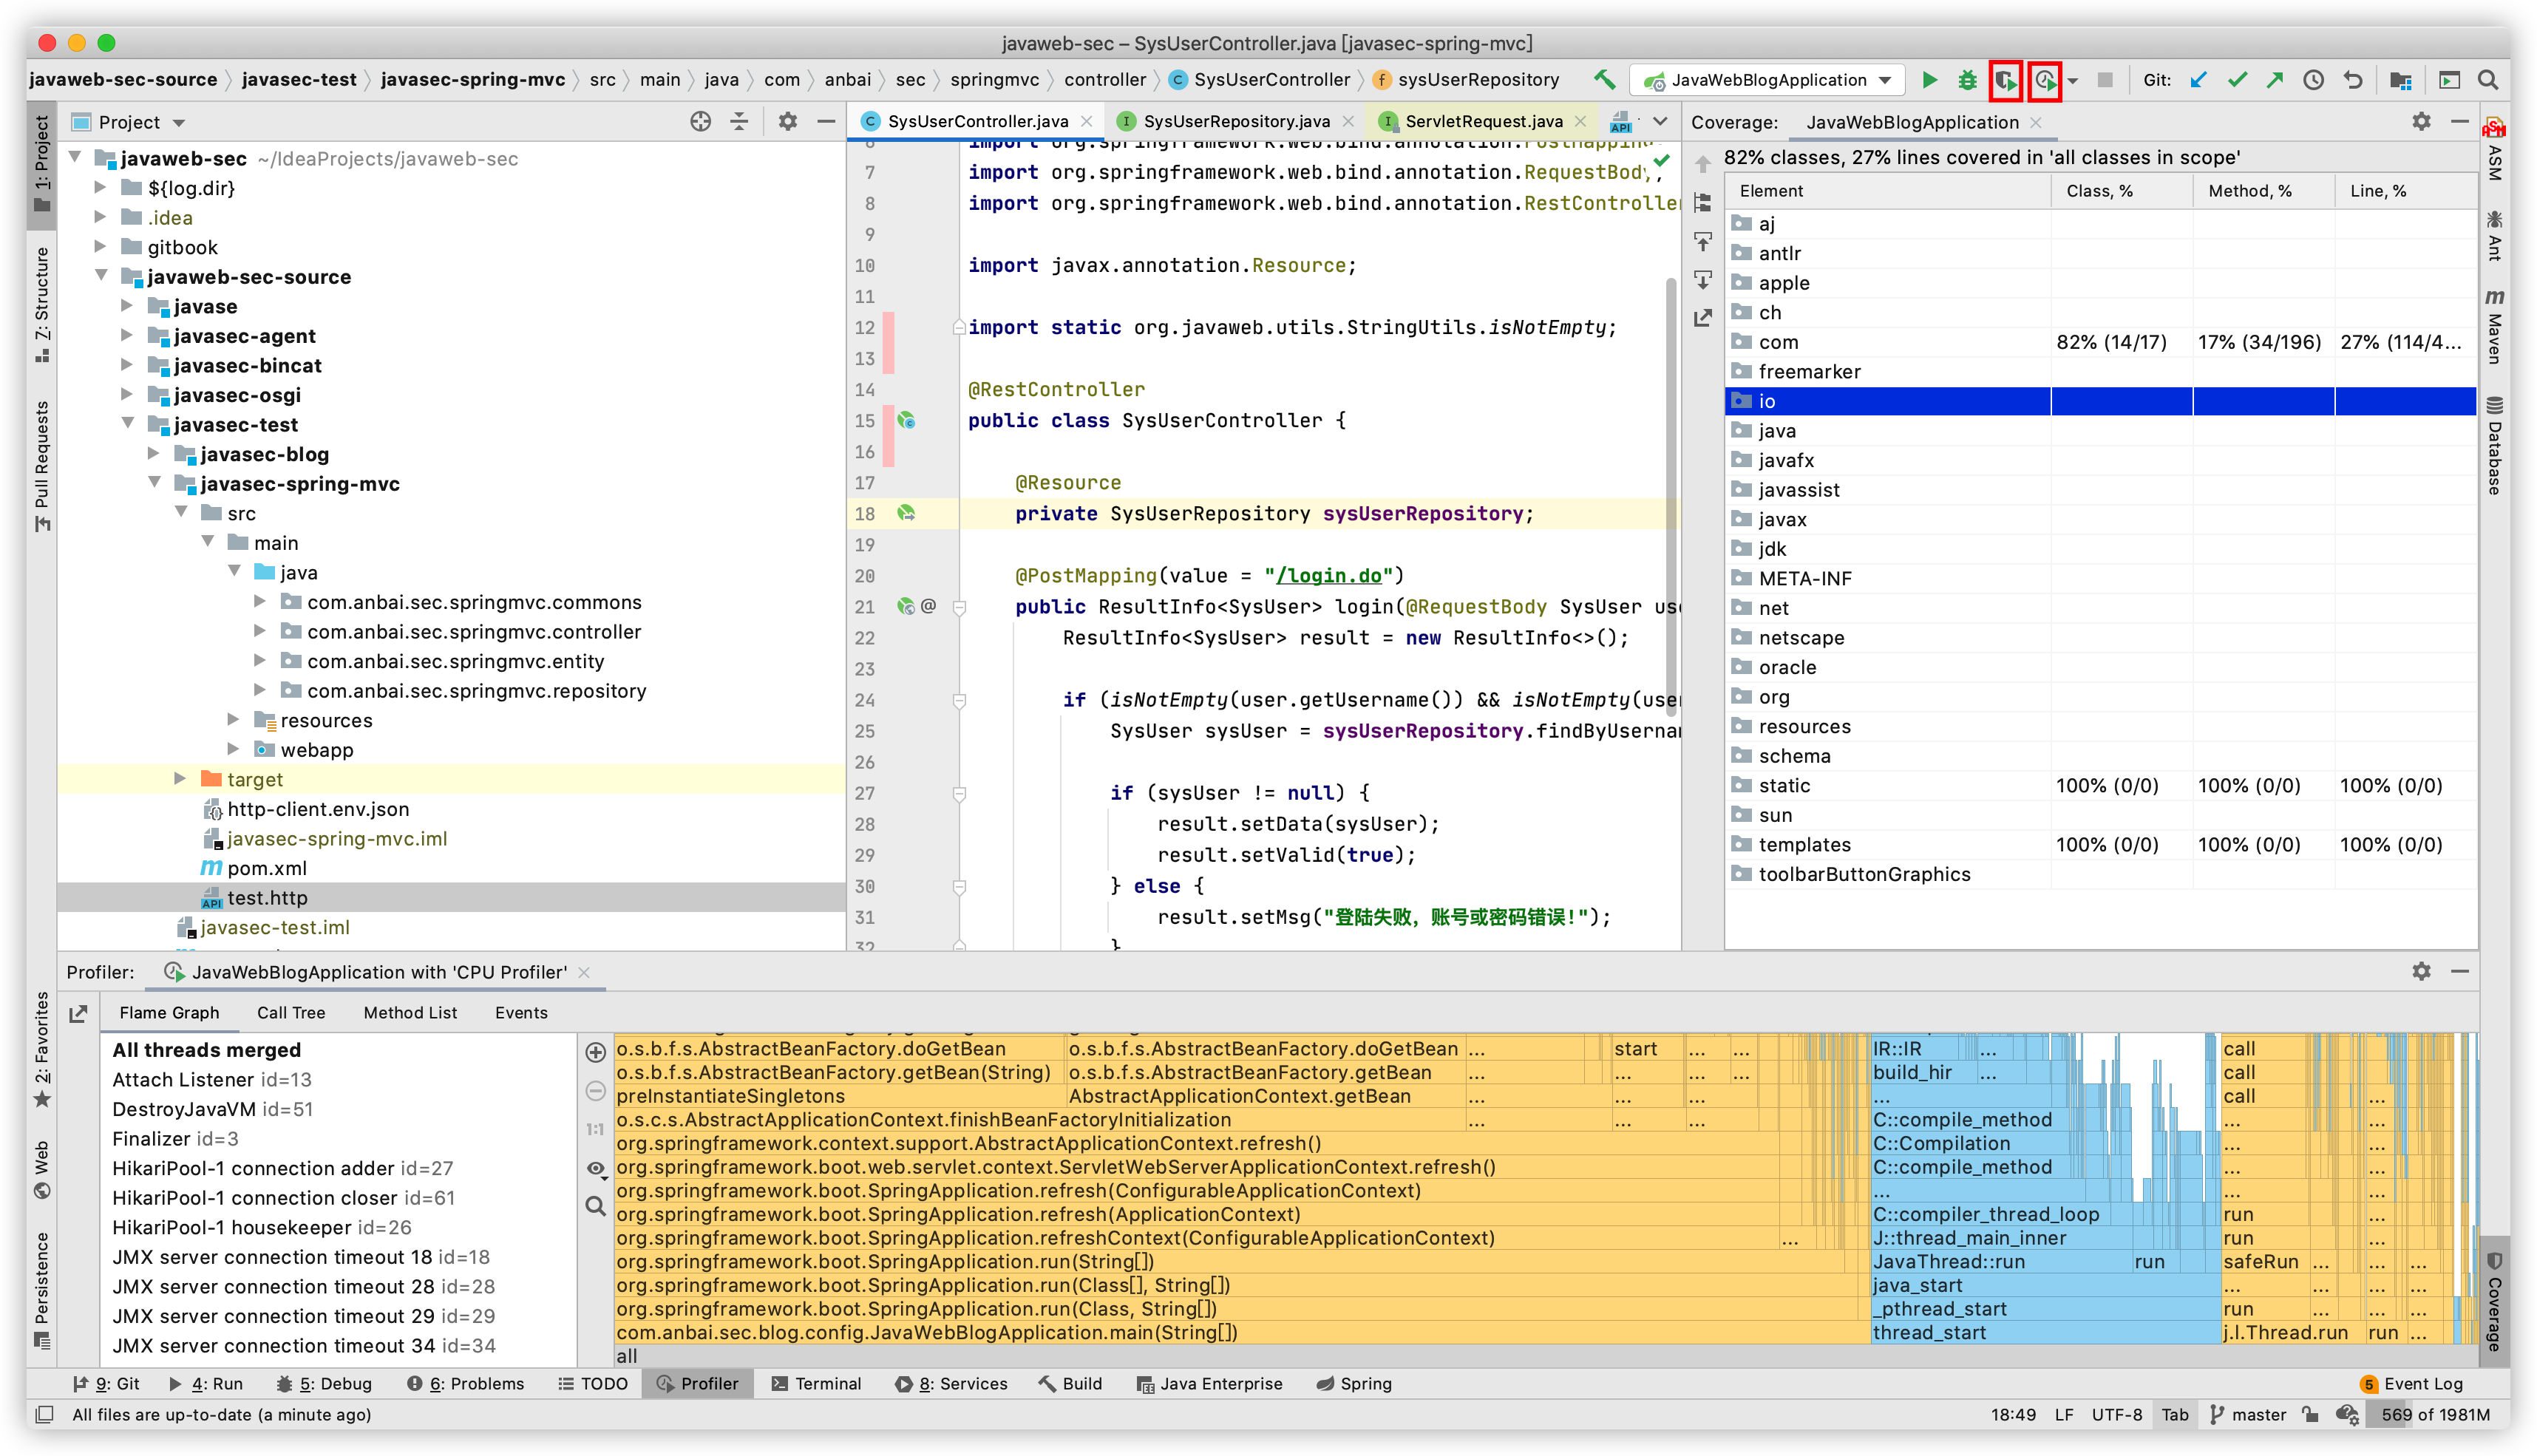 javaweb-sec – SysUserController.java [javasec-spring-mvc]
javaweb-sec-source
javasec-test
javasec-spring-mvc
src
main
java
com
anbai
sec
springmvc
controller
SysUserController
sysUserRepository
JavaWebBlogApplication
Git:
1: Project
Z: Structure
Pull Requests
2: Favorites
Web
Persistence
Project
javaweb-sec ~/IdeaProjects/javaweb-sec
${log.dir}
.idea
gitbook
javaweb-sec-source
javase
javasec-agent
javasec-bincat
javasec-osgi
javasec-test
javasec-blog
javasec-spring-mvc
src
main
java
com.anbai.sec.springmvc.commons
com.anbai.sec.springmvc.controller
com.anbai.sec.springmvc.entity
com.anbai.sec.springmvc.repository
resources
webapp
target
http-client.env.json
javasec-spring-mvc.iml
pom.xml
test.http
javasec-test.iml
SysUserController.java
SysUserRepository.java
ServletRequest.java
API
6 import org.springframework.web.bind.annotation.PostMapping
7 import org.springframework.web.bind.annotation.RequestBody;
8 import org.springframework.web.bind.annotation.RestController
9
10 import javax.annotation.Resource;
11
12 import static org.javaweb.utils.StringUtils.isNotEmpty;
13
14 @RestController
15 public class SysUserController {
16
17 @Resource
18 private SysUserRepository sysUserRepository;
19
20 @PostMapping(value = "/login.do")
21 @ public ResultInfo<SysUser> login(@RequestBody SysUser us
22 ResultInfo<SysUser> result = new ResultInfo<>();
23
24 if (isNotEmpty(user.getUsername()) && isNotEmpty(use
25 SysUser sysUser = sysUserRepository.findByUserna
26
27 if (sysUser != null) {
28 result.setData(sysUser);
29 result.setValid(true);
30 } else {
31 result.setMsg("登陆失败，账号或密码错误!");
32 }
Coverage: JavaWebBlogApplication
82% classes, 27% lines covered in 'all classes in scope'
Element Class, % Method, % Line, %
aj
antlr
apple
ch
com 82% (14/17) 17% (34/196) 27% (114/4...
freemarker
io
java
javafx
javassist
javax
jdk
META-INF
net
netscape
oracle
org
resources
schema
static 100% (0/0) 100% (0/0) 100% (0/0)
sun
templates 100% (0/0) 100% (0/0) 100% (0/0)
toolbarButtonGraphics
ASM
ASM
Ant
Maven
Database
Coverage
Profiler: JavaWebBlogApplication with 'CPU Profiler'
Flame Graph Call Tree Method List Events
All threads merged
Attach Listener id=13
DestroyJavaVM id=51
Finalizer id=3
HikariPool-1 connection adder id=27
HikariPool-1 connection closer id=61
HikariPool-1 housekeeper id=26
JMX server connection timeout 18 id=18
JMX server connection timeout 28 id=28
JMX server connection timeout 29 id=29
JMX server connection timeout 34 id=34
1:1
o.s.b.f.s.AbstractBeanFactory.doGetBean o.s.b.f.s.AbstractBeanFactory.doGetBean ... start ... ... IR::IR ... call
o.s.b.f.s.AbstractBeanFactory.getBean(String) o.s.b.f.s.AbstractBeanFactory.getBean ... ... ... ... build_hir ... call
preInstantiateSingletons AbstractApplicationContext.getBean ... ... ... ... call ...
o.s.c.s.AbstractApplicationContext.finishBeanFactoryInitialization ... ... ... C::compile_method ... ...
org.springframework.context.support.AbstractApplicationContext.refresh() C::Compilation ... ...
org.springframework.boot.web.servlet.context.ServletWebServerApplicationContext.refresh() C::compile_method ... ...
org.springframework.boot.SpringApplication.refresh(ConfigurableApplicationContext) ... ... ...
org.springframework.boot.SpringApplication.refresh(ApplicationContext) C::compiler_thread_loop run ...
org.springframework.boot.SpringApplication.refreshContext(ConfigurableApplicationContext) ... J::thread_main_inner run ...
org.springframework.boot.SpringApplication.run(String[]) JavaThread::run run safeRun ... ... ...
org.springframework.boot.SpringApplication.run(Class[], String[]) java_start ... ... ... ...
org.springframework.boot.SpringApplication.run(Class, String[]) _pthread_start run ... ... ...
com.anbai.sec.blog.config.JavaWebBlogApplication.main(String[]) thread_start j.l.Thread.run run ...
all
9: Git 4: Run 5: Debug 6: Problems TODO Profiler Terminal 8: Services Build Java Enterprise Spring 5 Event Log
All files are up-to-date (a minute ago) 18:49 LF UTF-8 Tab master 569 of 1981M